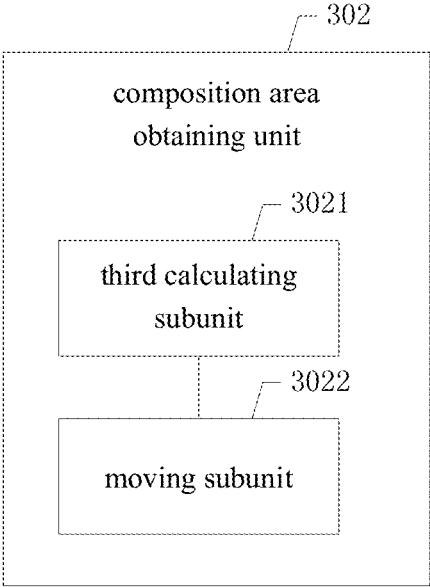 302
composition area
obtaining unit
3021
third calculating
subunit
3022
moving subunit